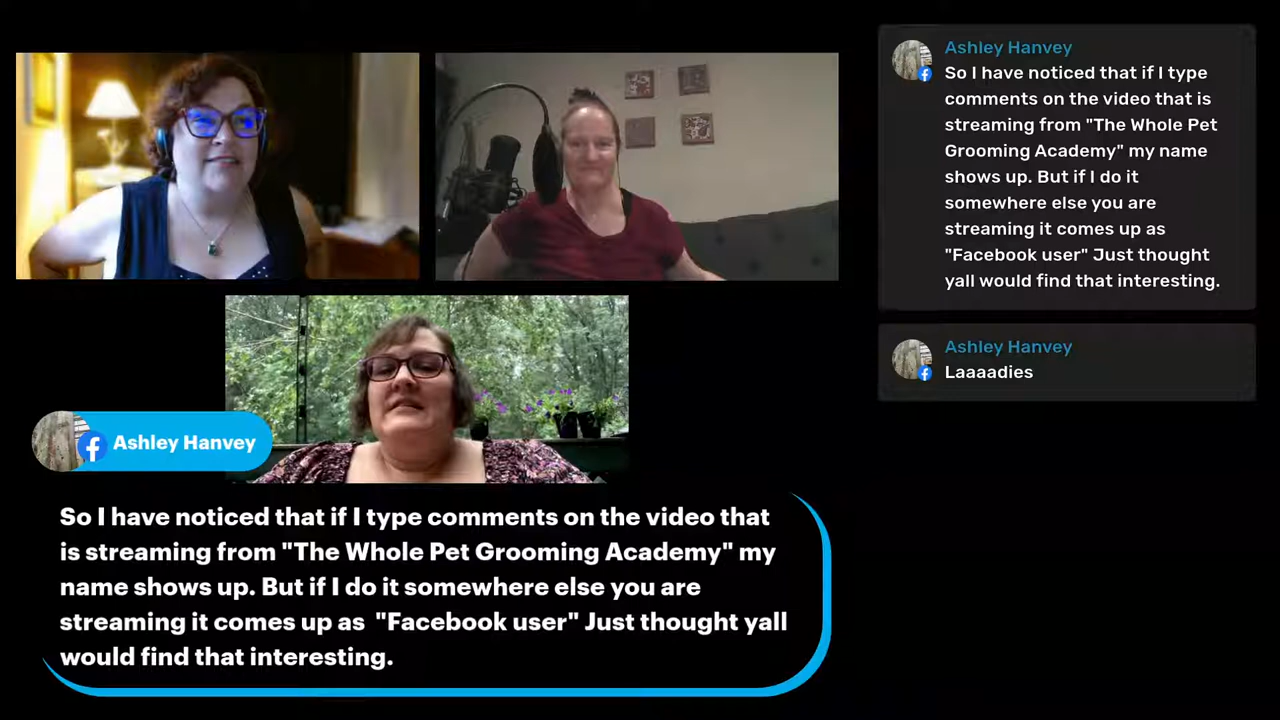 Ashley Hanvey
So I have noticed that if I type
comments on the video that is
streaming from "The Whole Pet
Grooming Academy" my name
shows up. But if I do it
somewhere else you are
streaming it comes up as
"Facebook user" Just thought
yall would find that interesting.
Ashley Hanvey
Laaaadies
Ashley Hanvey
So I have noticed that if I type comments on the video that
is streaming from "The Whole Pet Grooming Academy" my
name shows up. But if I do it somewhere else you are
streaming it comes up as "Facebook user" Just thought yall
would find that interesting.